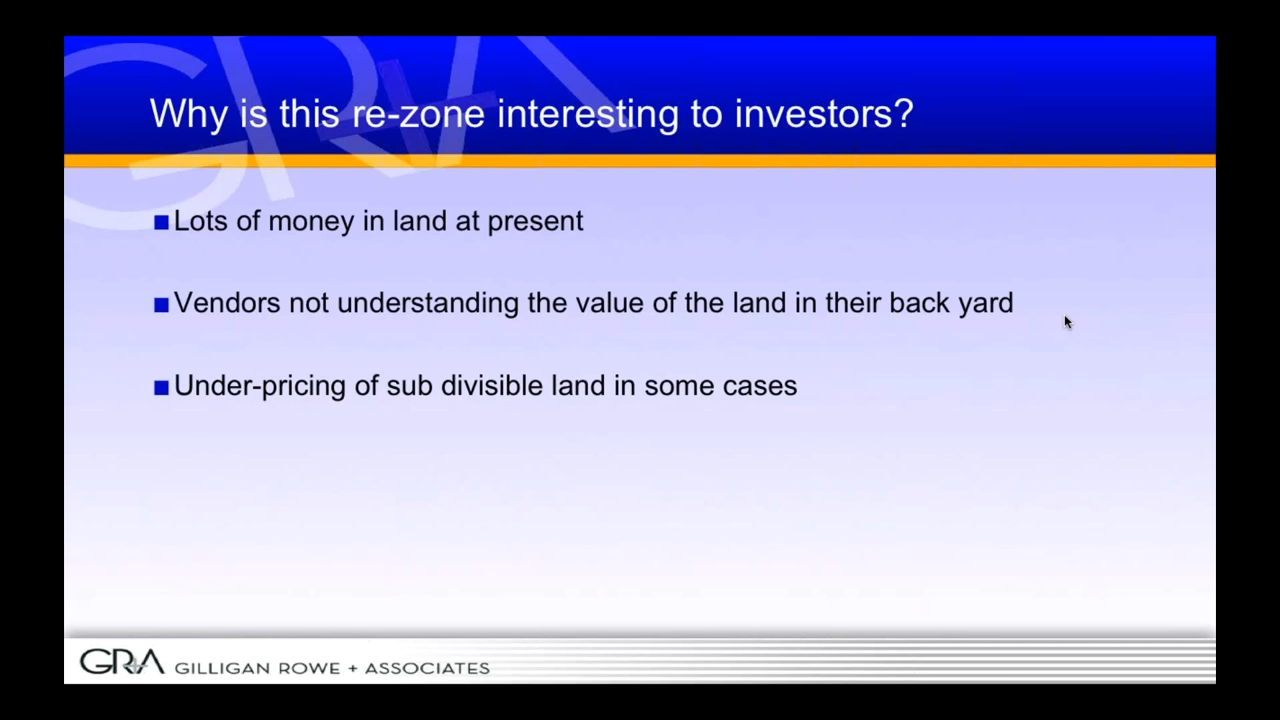 Why is this re-zone interesting to investors?
Lots of money in land at present
Vendors not understanding the value of the land in their back yard
Under-pricing of sub divisible land in some cases
GRA GILLIGAN ROWE + ASSOCIATES